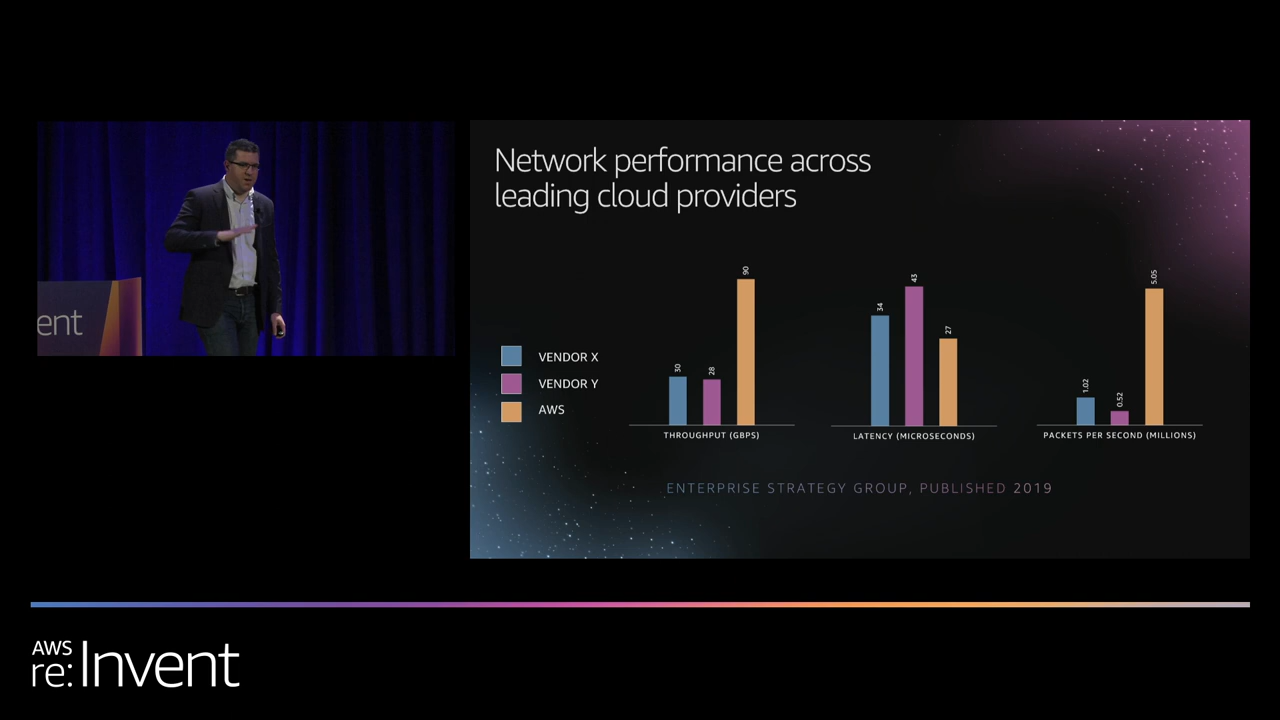 Network performance across
leading cloud providers
VENDOR X
VENDOR Y
AWS
30
28
90
THROUGHPUT (GBPS)
34
43
27
LATENCY (MICROSECONDS)
1.02
0.52
5.05
PACKETS PER SECOND (MILLIONS)
ENTERPRISE STRATEGY GROUP, PUBLISHED 2019
ent
AWS
re:Invent